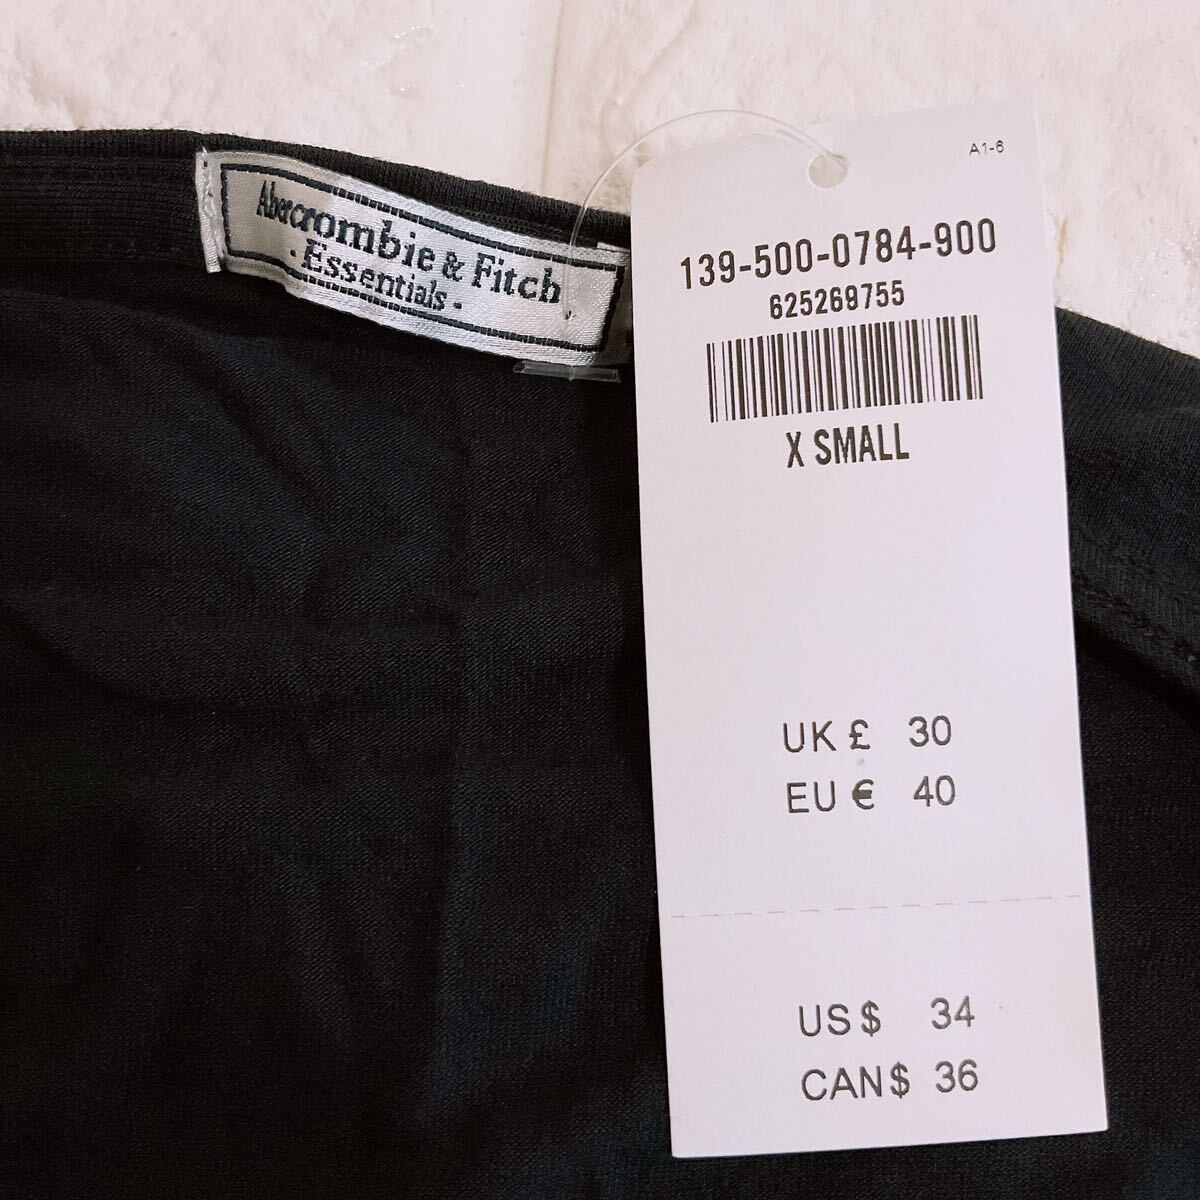 Abercrombie & Fitch
· Essentials ·
A1-6
139-500-0784-900
625269755
X SMALL
UK £ 30
EU € 40
US $ 34
CAN $ 36